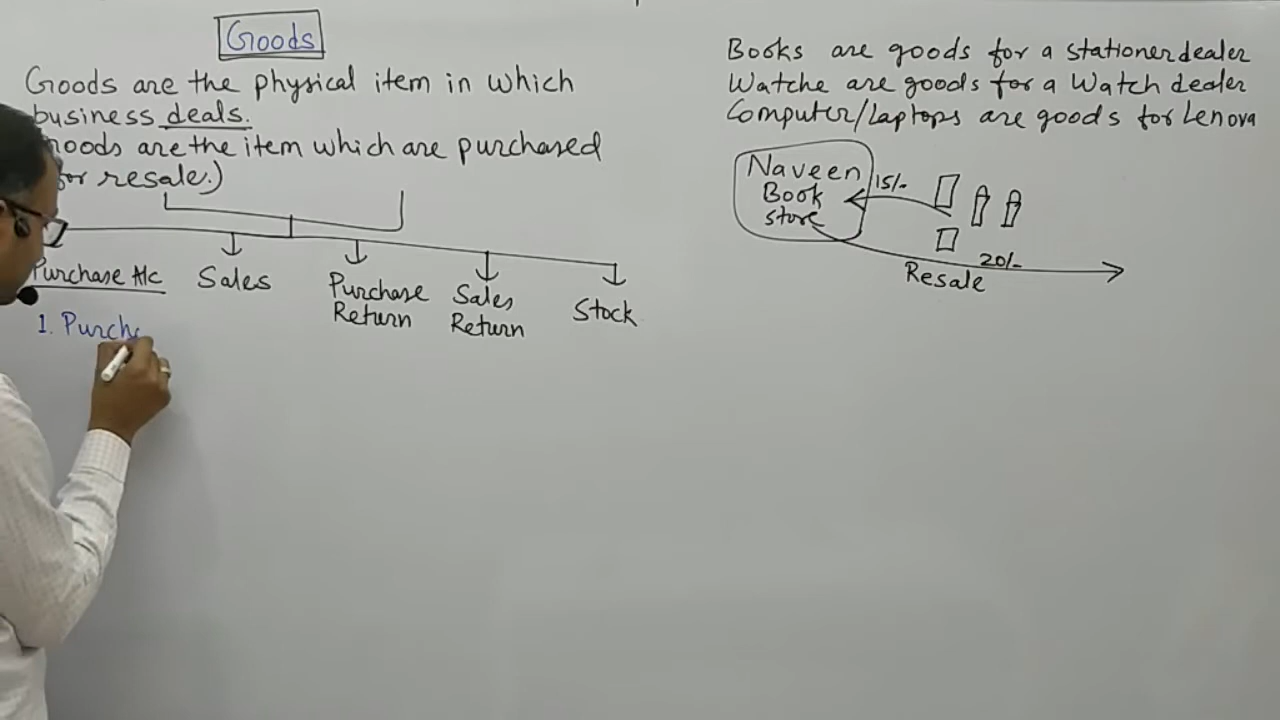 Goods
Goods are the physical item in which
business deals.
Goods are the item which are purchased
for resale.)
Purchase A/c
Sales
Purchase
Return
Sales
Return
Stock
1. Purcha
Books are goods for a stationer dealer
Watche are goods for a Watch dealer
Computer/Laptops are goods for Lenova
Naveen
Book
store
15/-
20/-
Resale